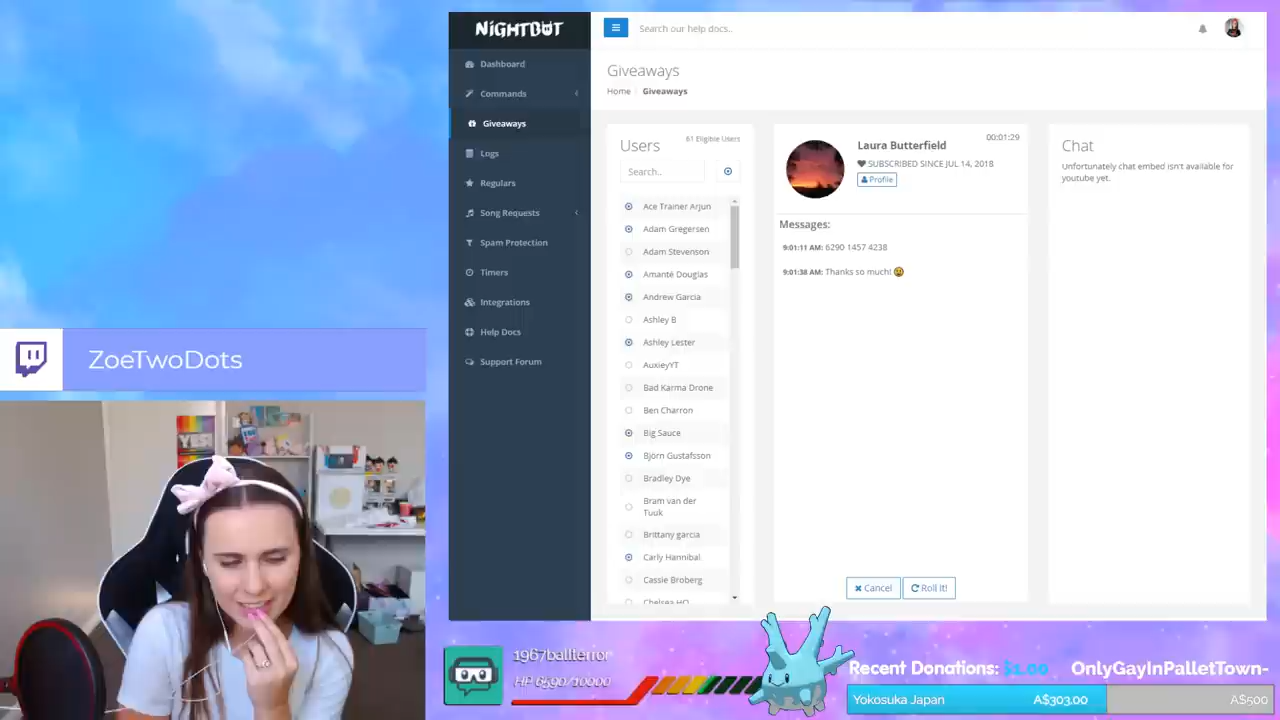 NIGHTBOT
Search our help docs..
Dashboard
Commands
Giveaways
Logs
Regulars
Song Requests
Spam Protection
Timers
Integrations
Help Docs
Support Forum
Giveaways
Home Giveaways
Users
61 Eligible Users
Search..
Ace Trainer Arjun
Adam Gregersen
Adam Stevenson
Amanté Douglas
Andrew Garcia
Ashley B
Ashley Lester
AuxieyYT
Bad Karma Drone
Ben Charron
Big Sauce
Björn Gustafsson
Bradley Dye
Bram van der
Tuuk
Brittany garcia
Carly Hannibal
Cassie Broberg
Chelsea HQ
Laura Butterfield
00:01:29
SUBSCRIBED SINCE JUL 14, 2018
Profile
Messages:
9:01:11 AM: 6290 1457 4238
9:01:38 AM: Thanks so much!
Cancel
Roll It!
Chat
Unfortunately chat embed isn't available for
youtube yet.
ZoeTwoDots
YES!
1967ballterror
HP 6590/10000
Recent Donations: $1.00 OnlyGayInPalletTown-
Yokosuka Japan A$303.00 A$500